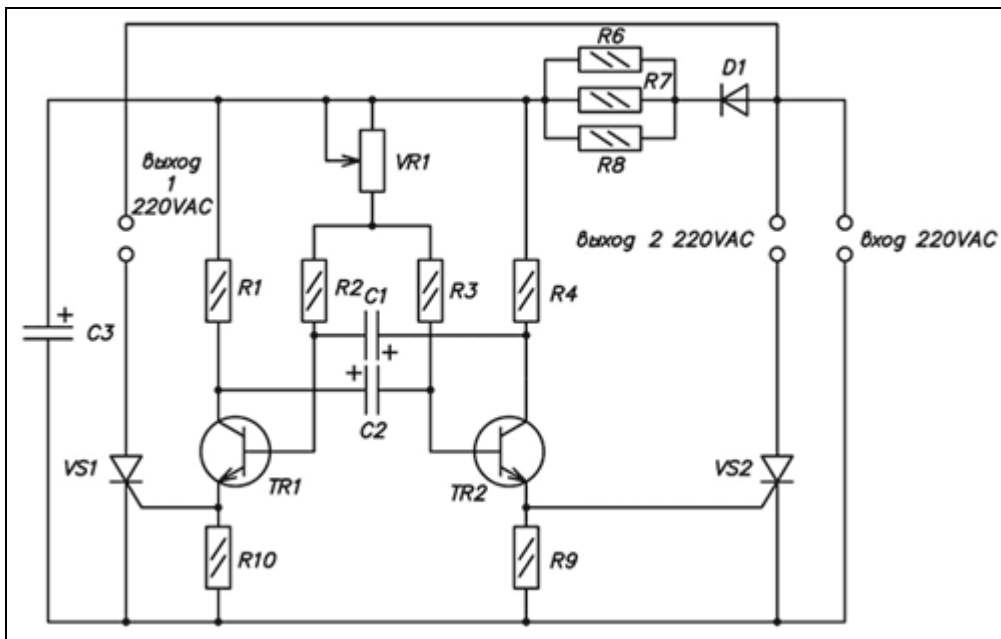 R6
D1
R7
R8
VR1
выход
1
220VAC
выход 2 220VAC
вход 220VAC
R1
R2
R3
R4
C1
+
C3
+
+
C2
VS1
TR1
TR2
VS2
R10
R9